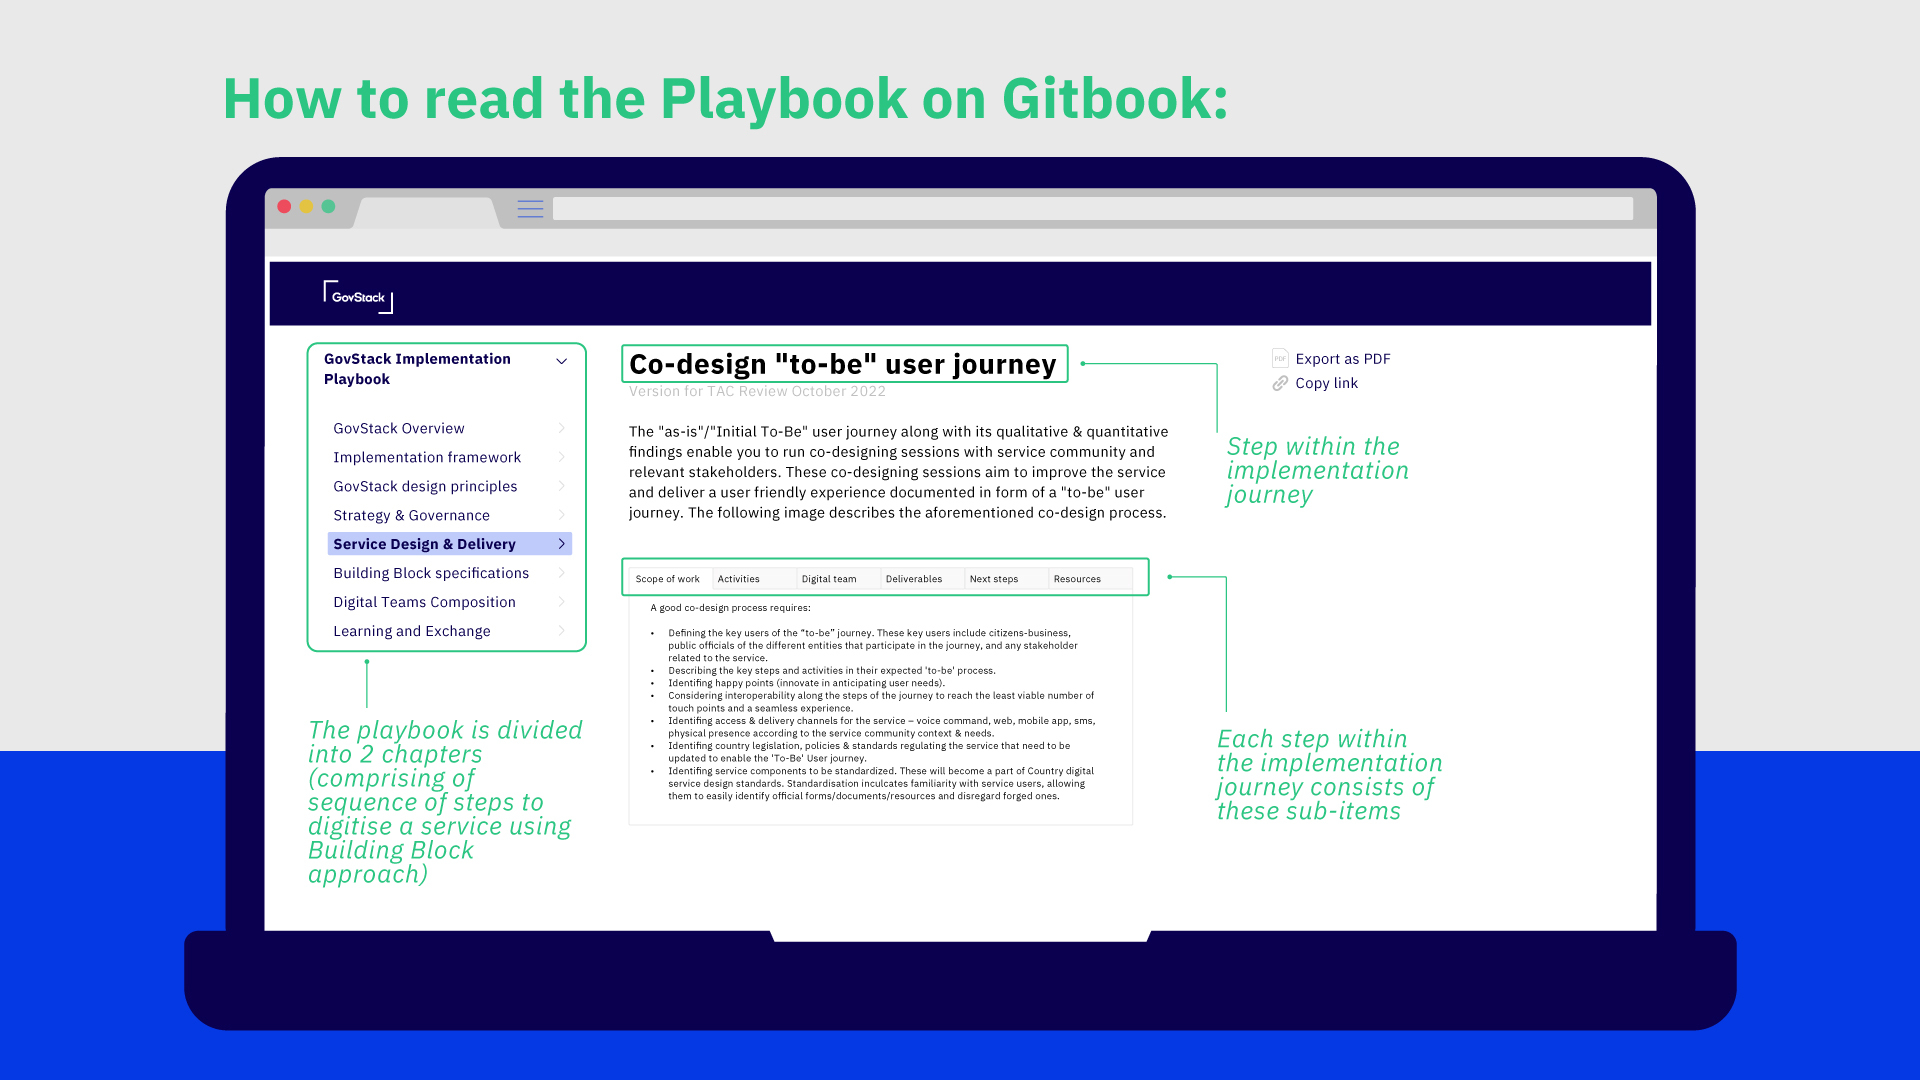 How to read the Playbook on Gitbook:
GovStack
GovStack Implementation
Playbook
GovStack Overview
Implementation framework
GovStack design principles
Strategy & Governance
Service Design & Delivery
Building Block specifications
Digital Teams Composition
Learning and Exchange
The playbook is divided
into 2 chapters
(comprising of
sequence of steps to
digitise a service using
Building Block
approach)
Co-design "to-be" user journey
Version for TAC Review October 2022
The "as-is"/"Initial To-Be" user journey along with its qualitative & quantitative
findings enable you to run co-designing sessions with service community and
relevant stakeholders. These co-designing sessions aim to improve the service
and deliver a user friendly experience documented in form of a "to-be" user
journey. The following image describes the aforementioned co-design process.
Scope of work Activities Digital team Deliverables Next steps Resources
A good co-design process requires:
• Defining the key users of the “to-be” journey. These key users include citizens-business,
public officials of the different entities that participate in the journey, and any stakeholder
related to the service.
• Describing the key steps and activities in their expected 'to-be' process.
• Identifing happy points (innovate in anticipating user needs).
• Considering interoperability along the steps of the journey to reach the least viable number of
touch points and a seamless experience.
• Identifing access & delivery channels for the service – voice command, web, mobile app, sms,
physical presence according to the service community context & needs.
• Identifing country legislation, policies & standards regulating the service that need to be
updated to enable the 'To-Be' User journey.
• Identifing service components to be standardized. These will become a part of Country digital
service design standards. Standardisation inculcates familiarity with service users, allowing
them to easily identify official forms/documents/resources and disregard forged ones.
PDF Export as PDF
Copy link
Step within the
implementation
journey
Each step within
the implementation
journey consists of
these sub-items